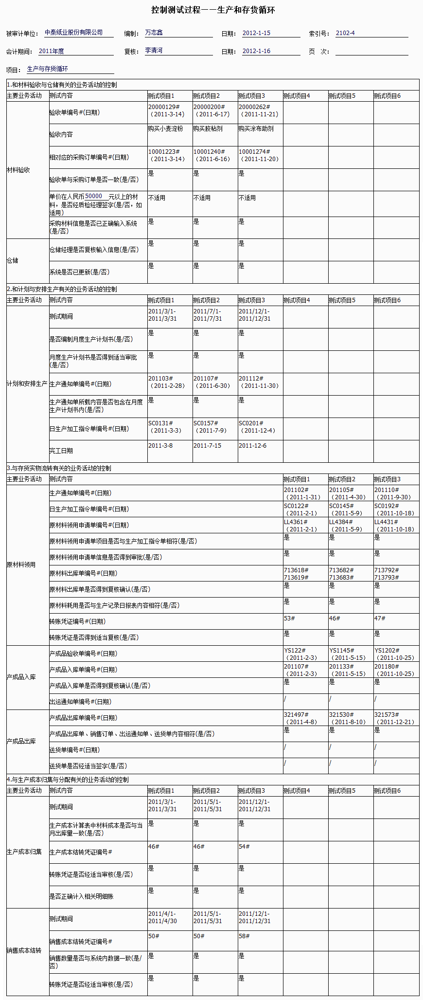 控制测试过程——生产和存货循环
被审计单位： 中泰纸业股份有限公司 编制： 万志鑫 日期： 2012-1-15 索引号： 2102-4
会计期间： 2011年度 复核： 李清河 日期： 2012-1-16 页 次：
项目： 生产与存货循环
1.和材料验收与仓储有关的业务活动的控制
主要业务活动 测试内容 测试项目1 测试项目2 测试项目3 测试项目4 测试项目5 测试项目6
材料验收
验收单编号#(日期) 20000129# 20000200# 20000262#
（2011-3-14) （2011-6-17) （2011-11-21)
验收内容 购买小麦淀粉 购买胶粘剂 购买涂布助剂
相对应的采购订单编号#(日期) 10001223# 10001240# 10001274#
（2011-3-14） （2011-6-16） （2011-11-20）
验收单与采购订单是否一致(是/否) 是 是 是
单价在人民币50000 元以上的材
料，是否经质检经理签字(是/否，如
适用) 不适用 不适用 不适用
采购材料信息是否已正确输入系统
(是/否) 是 是 是
仓储
仓储经理是否复核输入信息(是/否) 是 是 是
系统是否已更新(是/否) 是 是 是
2.和计划与安排生产有关的业务活动的控制
主要业务活动 测试内容 测试项目1 测试项目2 测试项目3 测试项目4 测试项目5 测试项目6
计划和安排生产
测试期间 2011/3/1- 2011/7/1- 2011/12/1-
2011/3/31 2011/7/31 2011/12/31
是否编制月度生产计划书(是/否) 是 是 是
月度生产计划书是否得到适当审批
(是/否) 是 是 是
生产通知单编号#(日期) 201103# 201107# 201112#
（2011-2-28） （2011-6-30） （2011-11-30）
生产通知单所载内容是否包含在月度
生产计划书内(是/否) 是 是 是
日生产加工指令单编号#(日期) SC0131# SC0157# SC0201#
（2011-3-3） （2011-7-9） （2011-12-4）
完工日期 2011-3-8 2011-7-15 2011-12-6
3.与存货实物流转有关的业务活动的控制
主要业务活动 测试内容 测试项目1 测试项目2 测试项目3
原材料领用
生产通知单编号#(日期) 201102# 201105# 201110#
（2011-1-31） （2011-4-30） （2011-9-30）
日生产加工指令单编号#(日期) SC0122# SC0145# SC0192#
（2011-2-1） （2011-5-9） （2011-10-18）
原材料领用申请单编号#(日期) LL4361# LL4384# LL4431#
（2011-2-1） （2011-5-9） （2011-10-18）
原材料领用申请单项目是否与生产加工指令单相符(是/否) 是 是 是
原材料领用申请单信息是否得到审批(是/否) 是 是 是
原材料出库单编号#(日期) 713618# 713682# 713792#
713619# 713683# 713793#
原材料出库单是否得到复核确认(是/否) 是 是 是
原材料耗用是否与生产记录日报表内容相符(是/否) 是 是 是
转账凭证编号#(日期) 53# 46# 47#
转账凭证是否得到适当复核(是/否) 是 是 是
产成品入库
产成品验收单编号#(日期) YS122# YS1145# YS1202#
（2011-2-3） （2011-5-15） （2011-10-25）
产成品入库单编号#(日期) 201107# 201133# 201180#
（2011-2-3） （2011-5-15） （2011-10-25）
产成品入库单是否得到复核确认(是/否) 是 是 是
出运通知单编号#(日期) / / /
产成品出库
产成品出库单编号#(日期) 321497# 321530# 321573#
（2011-4-8） （2011-8-10） （2011-12-21）
产成品出库单、销售订单、出运通知单、送货单内容相符(是/否) 是 是 是
送货单编号#(日期) / / /
送货单是否经适当签字(是/否) / / /
4.与生产成本归集与分配有关的业务活动的控制
主要业务活动 测试内容 测试项目1 测试项目2 测试项目3 测试项目4 测试项目5 测试项目6
生产成本归集
测试期间 2011/3/1- 2011/5/1- 2011/12/1-
2011/3/31 2011/5/31 2011/12/31
生产成本计算表中材料成本是否与当
月出库量一致(是/否) 是 是 是
生产成本结转凭证编号# 46# 46# 54#
转账凭证是否经适当审核(是/否) 是 是 是
是否正确计入相关明细账 是 是 是
销售成本结转
测试期间 2011/4/1- 2011/5/1- 2011/12/1-
2011/4/30 2011/5/31 2011/12/31
销售成本结转凭证编号# 50# 50# 58#
销售数量是否与系统内数据一致(是/
否) 是 是 是
转账凭证是否经适当审核(是/否) 是 是 是